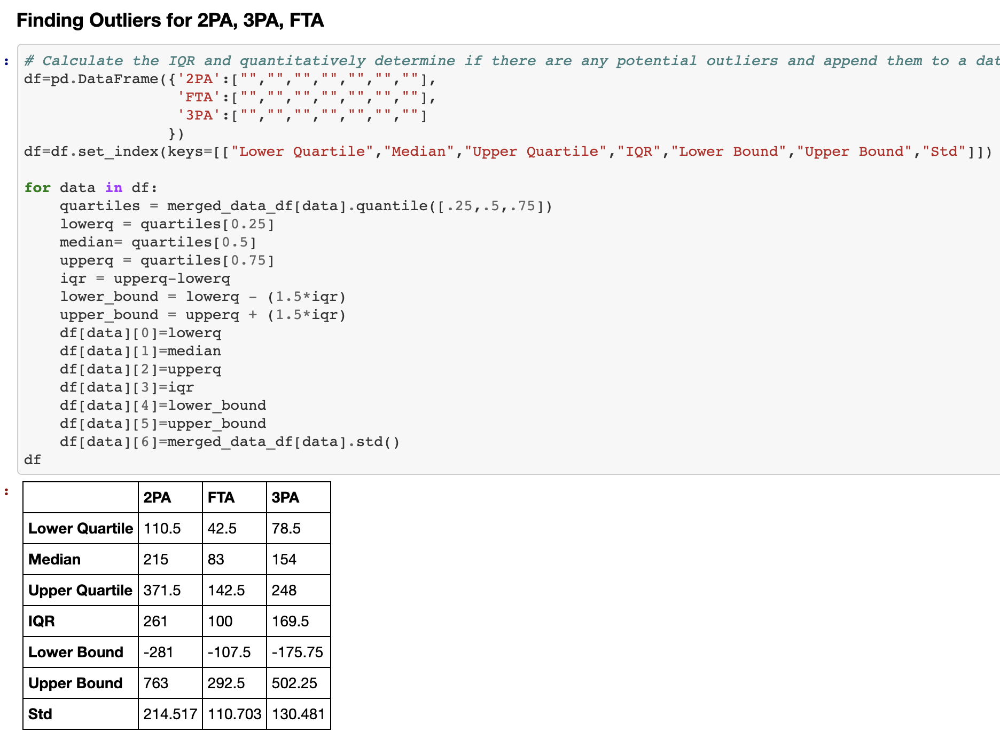 Finding Outliers for 2PA, 3PA, FTA
:
# Calculate the IQR and quantitatively determine if there are any potential outliers and append them to a dat
df=pd.DataFrame({'2PA':["","","","","","",""],
'FTA':["","","","","","",""],
'3PA':["","","","","","",""]
})
df=df.set_index(keys=[["Lower Quartile","Median","Upper Quartile","IQR","Lower Bound","Upper Bound","Std"]])
for data in df:
quartiles = merged_data_df[data].quantile([.25,.5,.75])
lowerq = quartiles[0.25]
median= quartiles[0.5]
upperq = quartiles[0.75]
iqr = upperq-lowerq
lower_bound = lowerq - (1.5*iqr)
upper_bound = upperq + (1.5*iqr)
df[data][0]=lowerq
df[data][1]=median
df[data][2]=upperq
df[data][3]=iqr
df[data][4]=lower_bound
df[data][5]=upper_bound
df[data][6]=merged_data_df[data].std()
df
:
2PA FTA 3PA
Lower Quartile 110.5 42.5 78.5
Median 215 83 154
Upper Quartile 371.5 142.5 248
IQR 261 100 169.5
Lower Bound -281 -107.5 -175.75
Upper Bound 763 292.5 502.25
Std 214.517 110.703 130.481